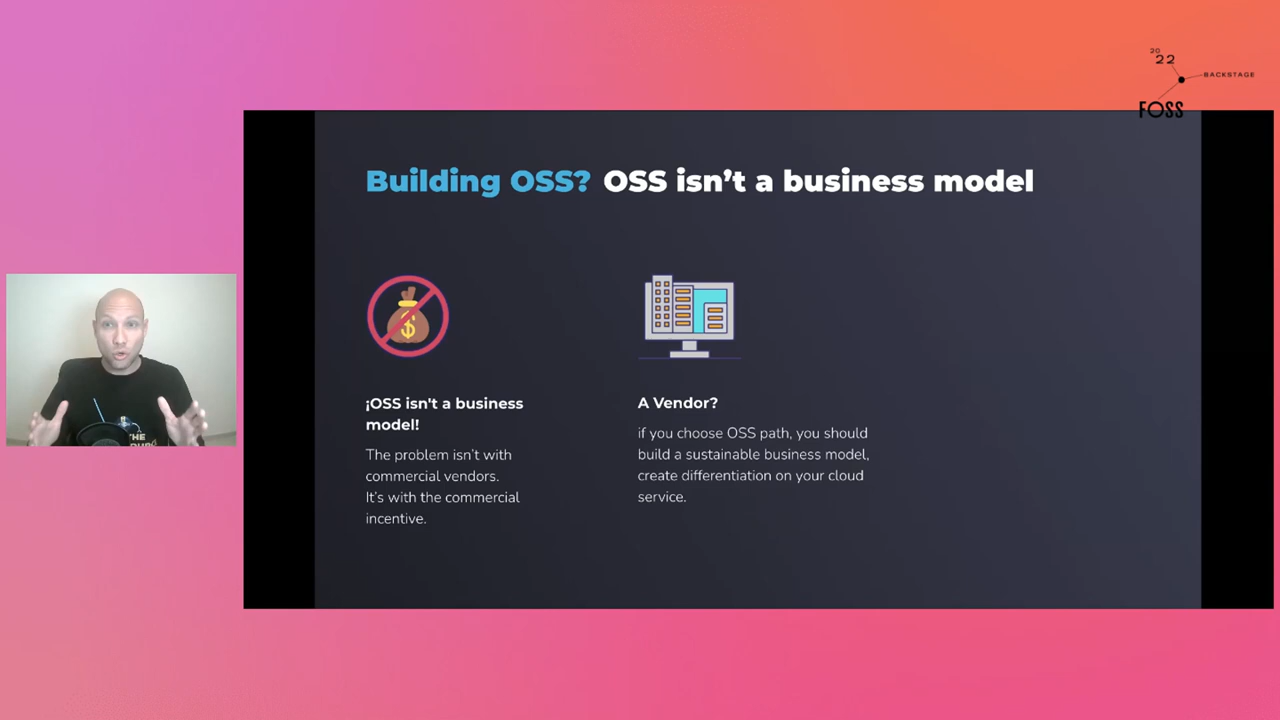 20
22
BACKSTAGE
FOSS
Building OSS? OSS isn't a business model
¡OSS isn't a business
model!
The problem isn't with
commercial vendors.
It's with the commercial
incentive.
A Vendor?
if you choose OSS path, you should
build a sustainable business model,
create differentiation on your cloud
service.
THE